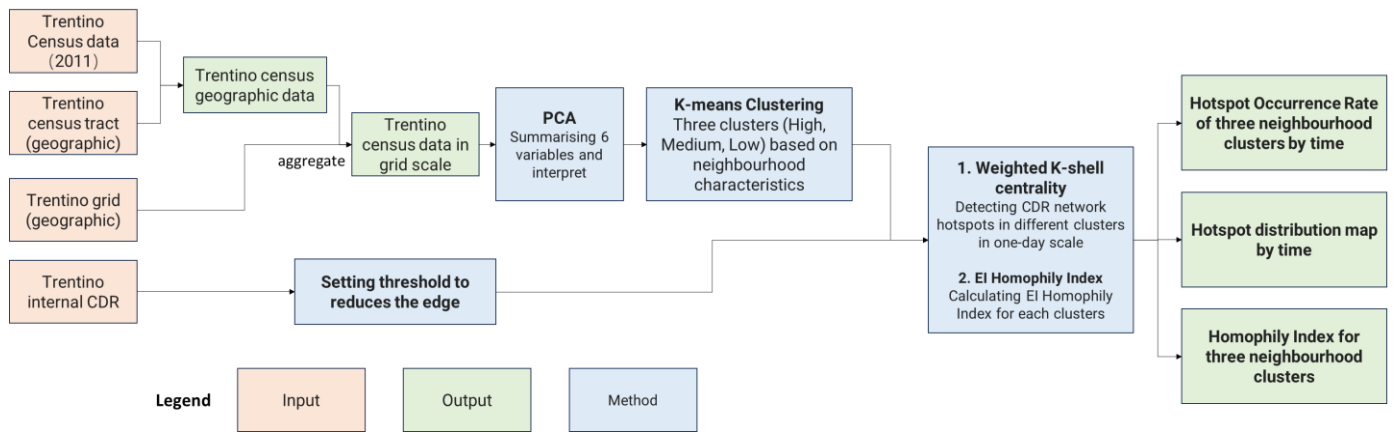 Trentino
Census data
(2011)
Trentino
census tract
(geographic)
Trentino grid
(geographic)
Trentino
internal CDR
Trentino census
geographic data
aggregate
Trentino
census data in
grid scale
PCA
Summarising 6
variables and
interpret
K-means Clustering
Three clusters (High,
Medium, Low) based on
neighbourhood
characteristics
Setting threshold to
reduces the edge
1. Weighted K-shell
centrality
Detecting CDR network
hotspots in different clusters
in one-day scale
2. EI Homophily Index
Calculating EI Homophily
Index for each clusters
Hotspot Occurrence Rate
of three neighbourhood
clusters by time
Hotspot distribution map
by time
Homophily Index for
three neighbourhood
clusters
Legend
Input
Output
Method